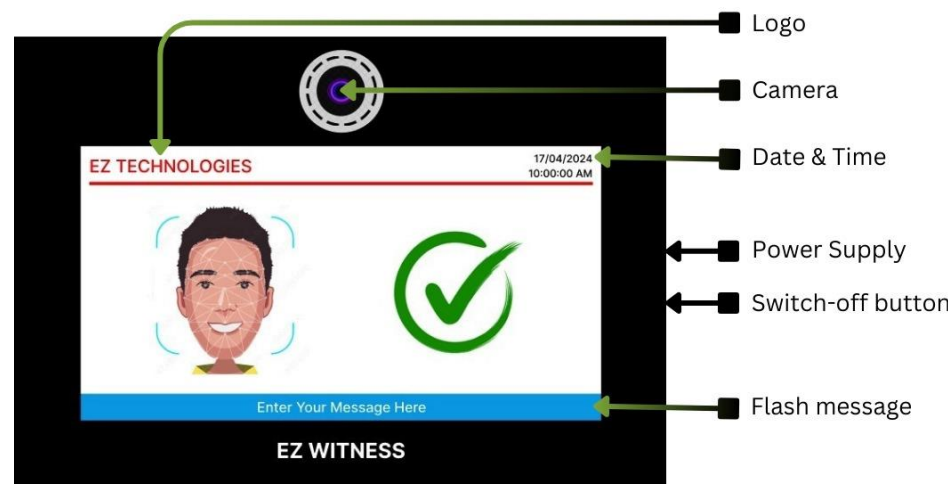 Logo
Camera
EZ TECHNOLOGIES
17/04/2024
10:00:00 AM
Date & Time
Power Supply
Switch-off button
Enter Your Message Here
Flash message
EZ WITNESS